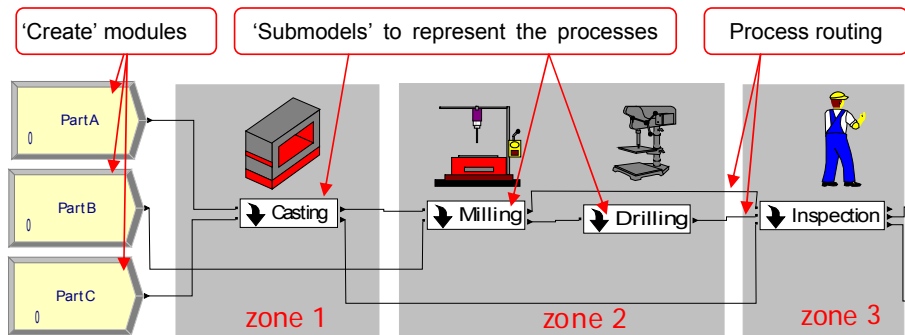 ‘Create’ modules
‘Submodels’ to represent the processes
Process routing
Part A
0
Part B
0
Part C
0
Casting
Milling
Drilling
Inspection
zone 1
zone 2
zone 3